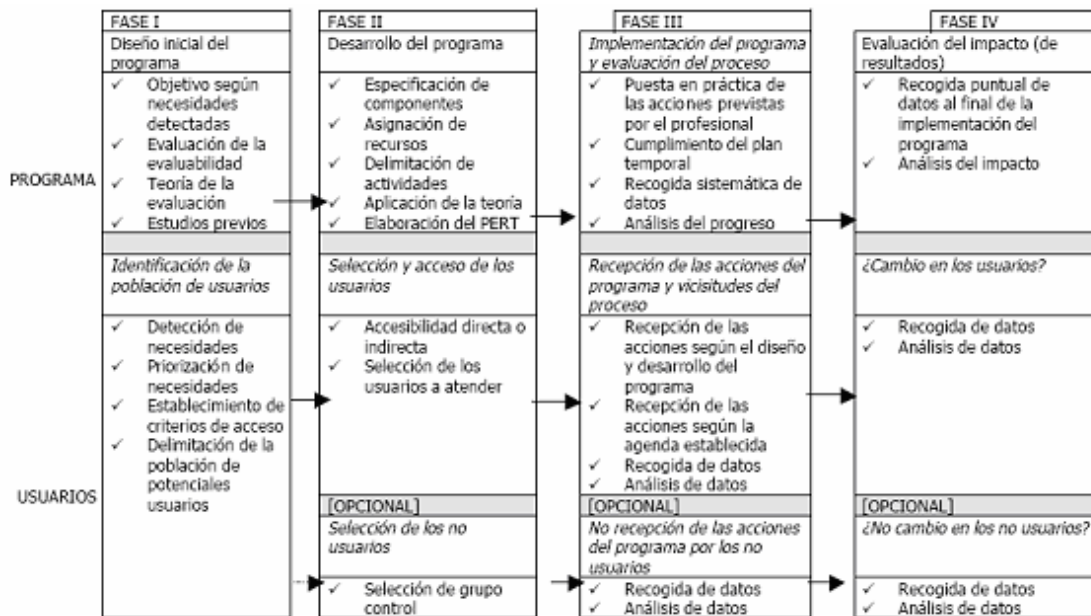 FASE I
Diseño inicial del
programa
✓ Objetivo según
necesidades
detectadas
✓ Evaluación de la
evaluabilidad
✓ Teoría de la
evaluación
✓ Estudios previos
FASE II
Desarrollo del programa
✓ Especificación de
componentes
✓ Asignación de
recursos
✓ Delimitación de
actividades
✓ Aplicación de la teoría
✓ Elaboración del PERT
FASE III
Implementación del programa
y evaluación del proceso
✓ Puesta en práctica de
las acciones previstas
por el profesional
✓ Cumplimiento del plan
temporal
✓ Recogida sistemática de
datos
✓ Análisis del progreso
FASE IV
Evaluación del impacto (de
resultados)
✓ Recogida puntual de
datos al final de la
implementación del
programa
✓ Análisis del impacto
PROGRAMA
Identificación de la
población de usuarios
✓ Detección de
necesidades
✓ Priorización de
necesidades
✓ Establecimiento de
criterios de acceso
✓ Delimitación de la
población de
potenciales
usuarios
Selección y acceso de los
usuarios
✓ Accesibilidad directa o
indirecta
✓ Selección de los
usuarios a atender
Recepción de las acciones del
programa y vicisitudes del
proceso
✓ Recepción de las
acciones según el diseño
y desarrollo del
programa
✓ Recepción de las
acciones según la
agenda establecida
✓ Recogida de datos
✓ Análisis de datos
¿Cambio en los usuarios?
✓ Recogida de datos
✓ Análisis de datos
USUARIOS
[OPCIONAL]
Selección de los no
usuarios
✓ Selección de grupo
control
[OPCIONAL]
No recepción de las acciones
del programa por los no
usuarios
✓ Recogida de datos
✓ Análisis de datos
[OPCIONAL]
¿No cambio en los no usuarios?
✓ Recogida de datos
✓ Análisis de datos